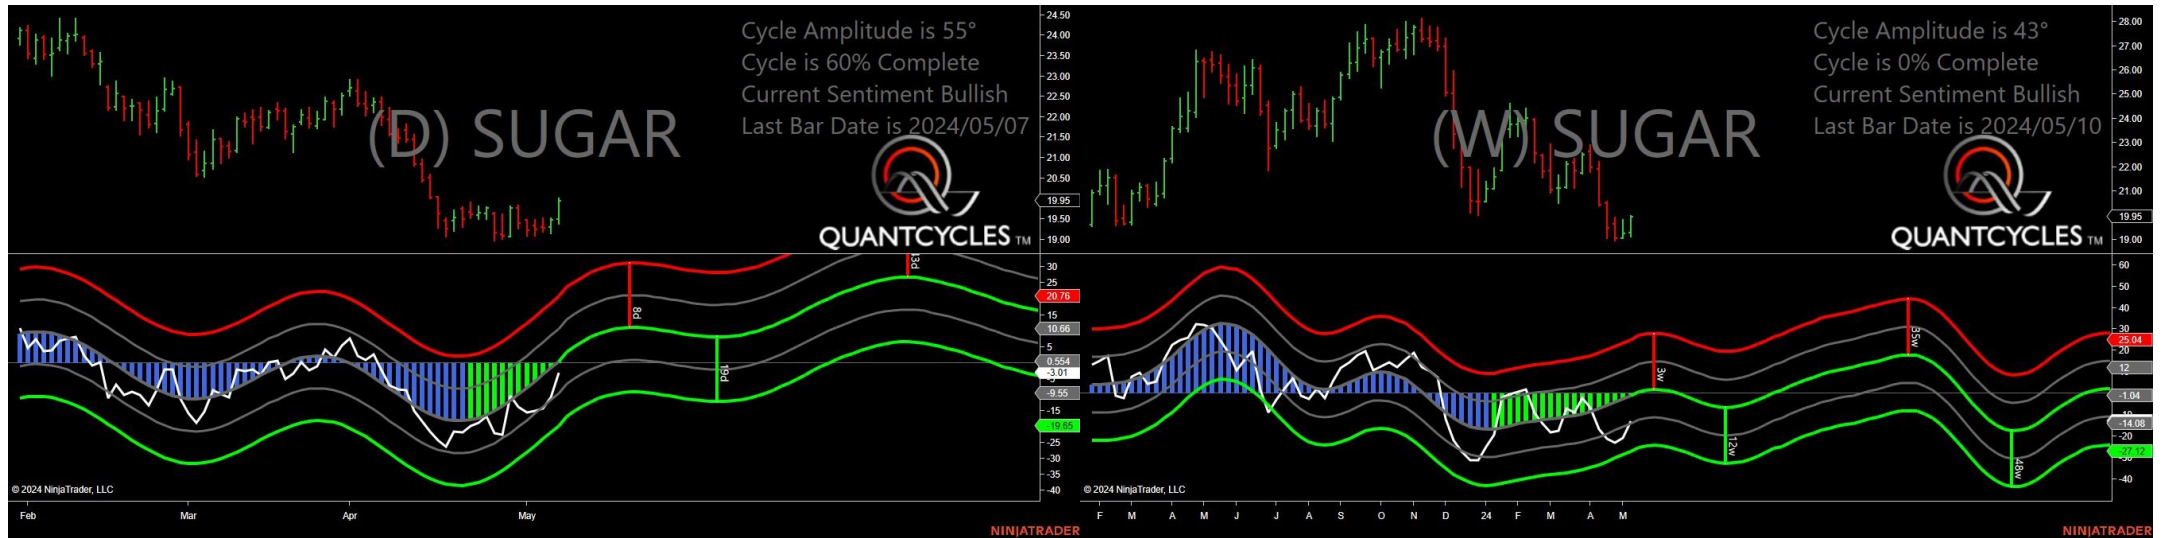 Cycle Amplitude is 55°
Cycle is 60% Complete
Current Sentiment Bullish
Last Bar Date is 2024/05/07
(D) SUGAR
QUANTCYCLES TM
24.50
24.00
23.50
23.00
22.50
22.00
21.50
21.00
20.50
19.95
19.50
19.00
30
25
20.76
15
10.66
5
0.554
-3.01
-9.55
-15
-19.65
-25
-30
-35
-40
8d
19d
© 2024 NinjaTrader, LLC
Feb Mar Apr May
NINJATRADER
Cycle Amplitude is 43°
Cycle is 0% Complete
Current Sentiment Bullish
Last Bar Date is 2024/05/10
(W) SUGAR
QUANTCYCLES TM
28.00
27.00
26.00
25.00
24.00
23.00
22.00
21.00
19.95
19.00
60
50
40
30
25.04
20
12
-1.04
-14.08
-20
-27.12
-40
3w
12w
48w
© 2024 NinjaTrader, LLC
F M A M J J A S O N D 24 F M A M
NINJATRADER